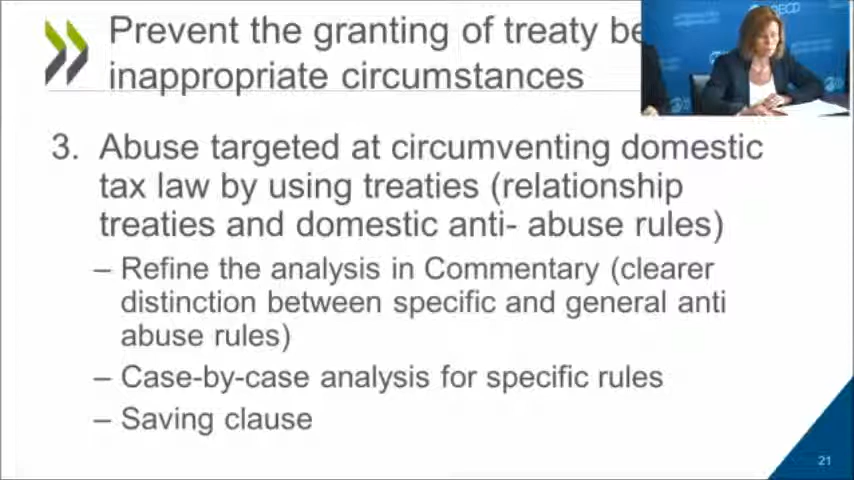 Prevent the granting of treaty be
inappropriate circumstances
OECD
3. Abuse targeted at circumventing domestic
tax law by using treaties (relationship
treaties and domestic anti- abuse rules)
– Refine the analysis in Commentary (clearer
distinction between specific and general anti
abuse rules)
– Case-by-case analysis for specific rules
– Saving clause
21